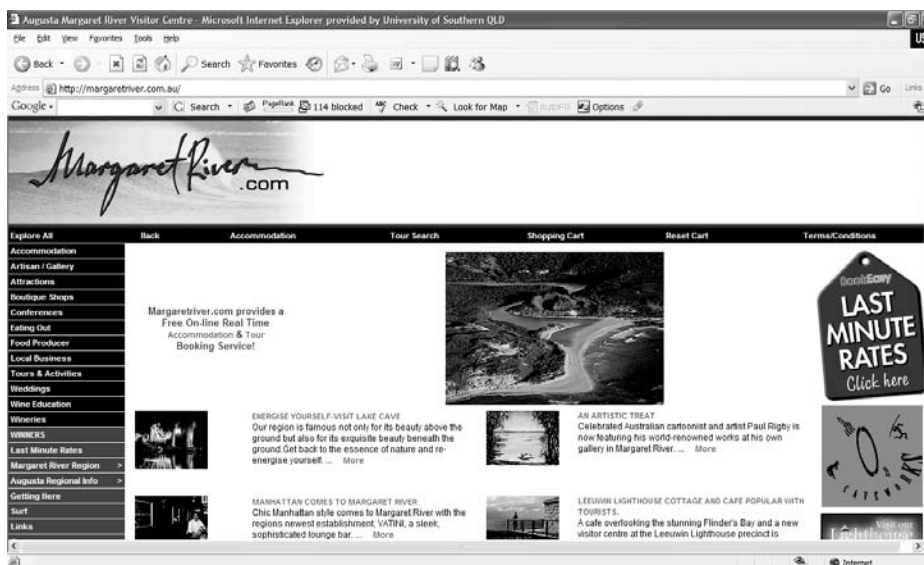 Augusta Margaret River Visitor Centre - Microsoft Internet Explorer provided by University of Southern QLD
File Edit View Favorites Tools Help
Back Search Favorites
Address http://margaretriver.com.au/ Go Links
Google Search PageRank 114 blocked Check Look for Map AutoFill Options
Margaret River
.com
Explore All Back Accommodation Tour Search Shopping Cart Reset Cart Terms/Conditions
Accommodation
Artisan / Gallery
Attractions
Boutique Shops
Conferences
Eating Out
Food Producer
Local Business
Tours & Activities
Weddings
Wine Education
Wineries
WINNERS
Last Minute Rates
Margaret River Region >
Augusta Regional Info >
Getting Here
Surf
Links
Margaretriver.com provides a
Free On-line Real Time
Accommodation & Tour
Booking Service!
BookEasy
LAST
MINUTE
RATES
Click here
ENERGISE YOURSELF-VISIT LAKE CAVE
Our region is famous not only for its beauty above the
ground but also for its exquisite beauty beneath the
ground.Get back to the essence of nature and re-
energise yourself. ... More
AN ARTISTIC TREAT
Celebrated Australian cartoonist and artist Paul Rigby is
now featuring his world-renowned works at his own
gallery in Margaret River. ... More
MANHATTAN COMES TO MARGARET RIVER
Chic Manhattan style comes to Margaret River with the
regions newest establishment, VATINI, a sleek,
sophisticated lounge bar. ... More
LEEUWIN LIGHTHOUSE COTTAGE AND CAFE POPULAR WITH
TOURISTS.
A cafe overlooking the stunning Flinder's Bay and a new
visitor centre at the Leeuwin Lighthouse precinct is
CAVEWORKS
Visit our
Lighthouse
Internet